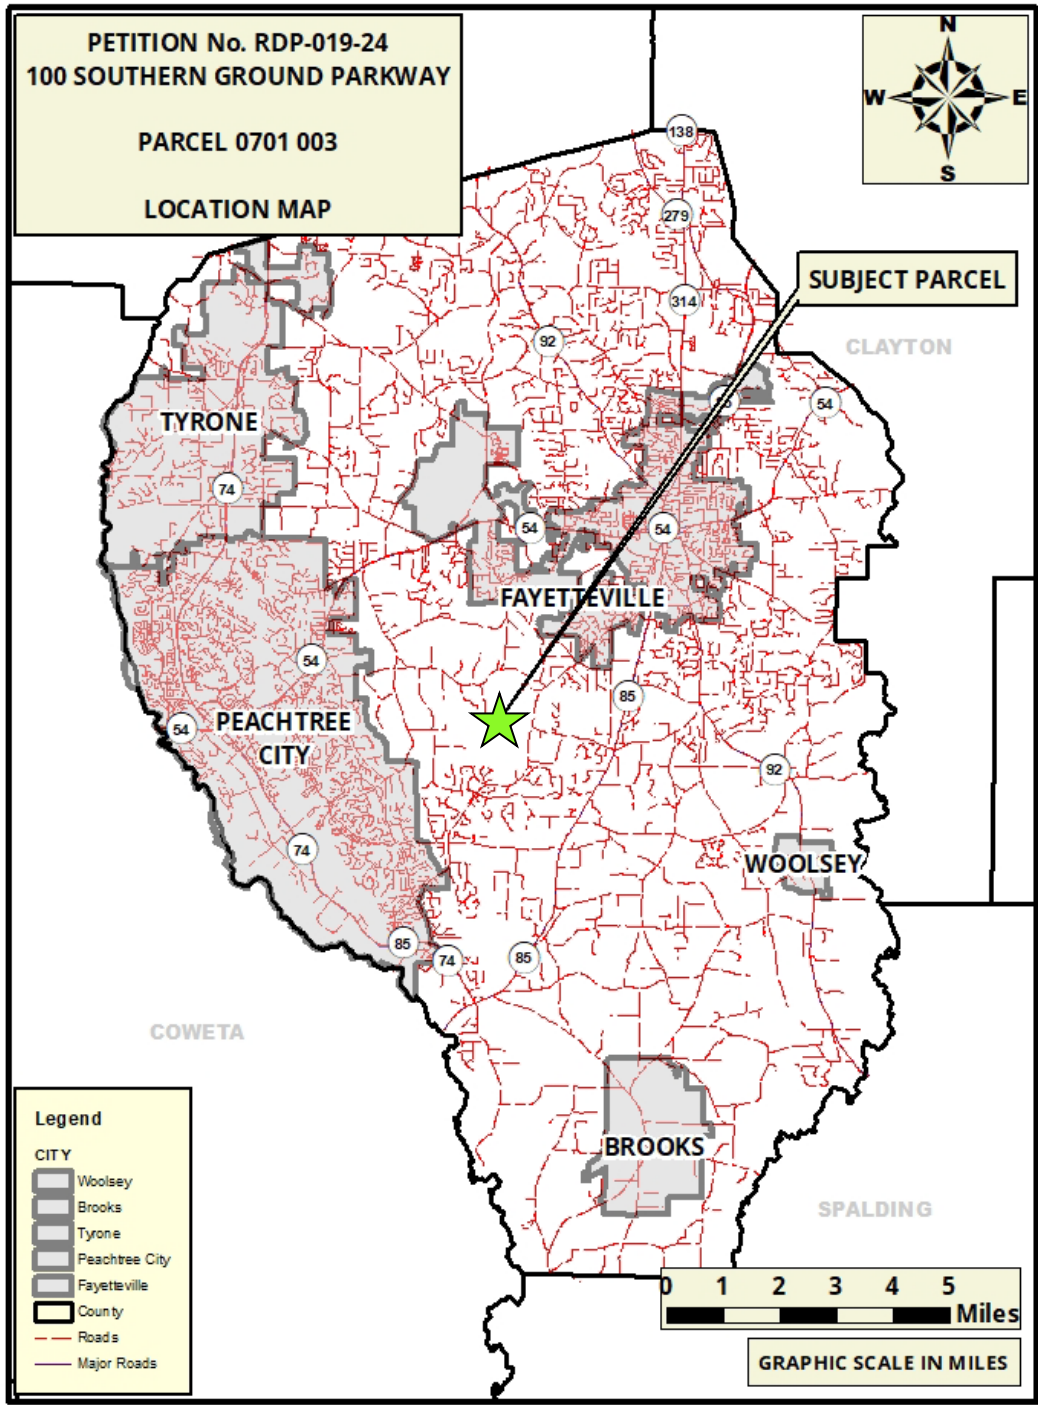 PETITION No. RDP-019-24
100 SOUTHERN GROUND PARKWAY
PARCEL 0701 003
LOCATION MAP
N
W E
S
138
279
SUBJECT PARCEL
314
92
CLAYTON
54
TYRONE
74
54
54
FAYETTEVILLE
54
85
PEACHTREE
CITY
54
92
74
WOOLSEY
85
74
85
COWETA
BROOKS
SPALDING
Legend
CITY
Woolsey
Brooks
Tyrone
Peachtree City
Fayetteville
County
Roads
Major Roads
0 1 2 3 4 5
Miles
GRAPHIC SCALE IN MILES